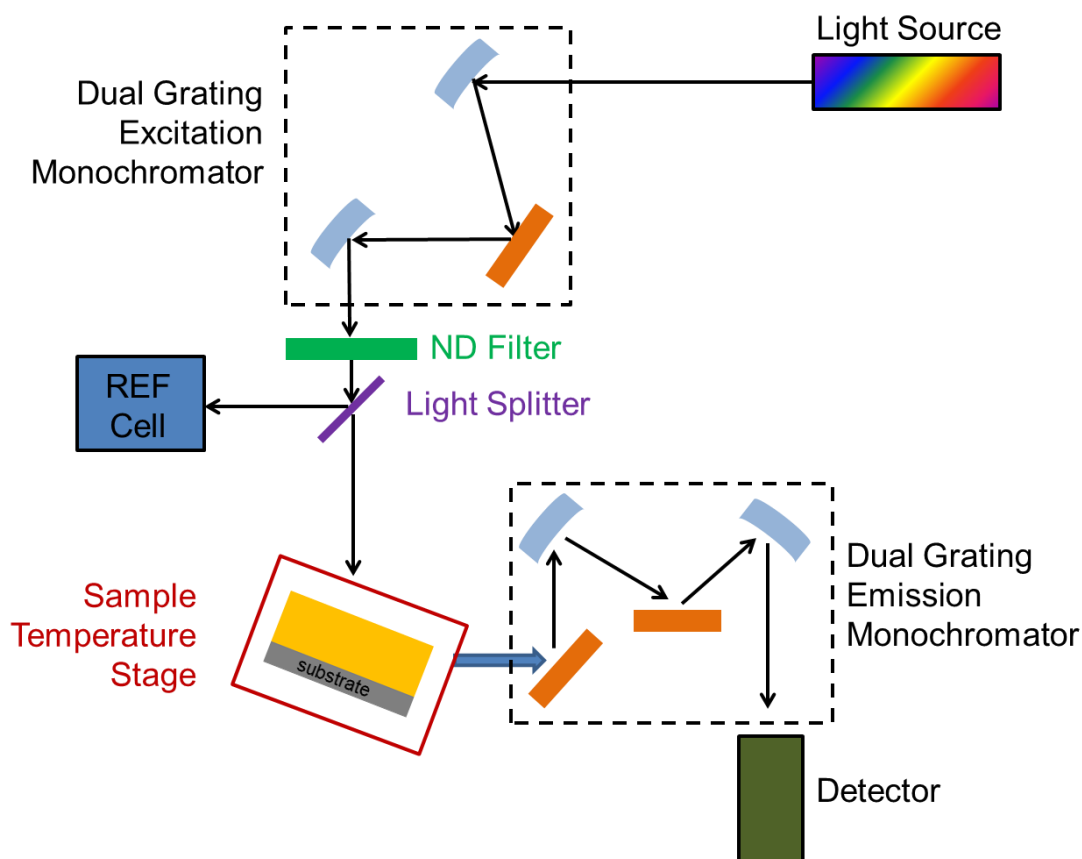 Light Source
Dual Grating
Excitation
Monochromator
ND Filter
REF
Cell
Light Splitter
Sample
Temperature
Stage
substrate
Dual Grating
Emission
Monochromator
Detector